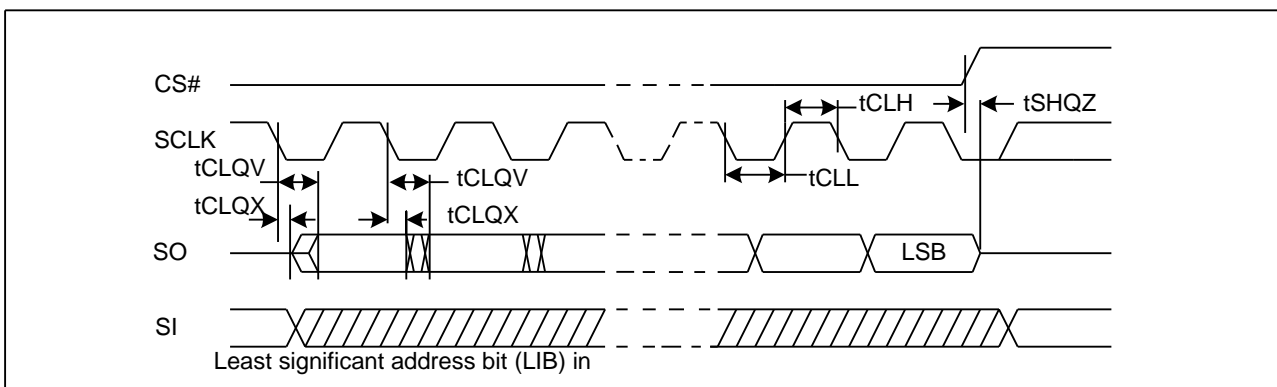 CS#
tCLH
tSHQZ
SCLK
tCLQV
tCLQV
tCLL
tCLQX
tCLQX
SO
LSB
SI
Least significant address bit (LIB) in